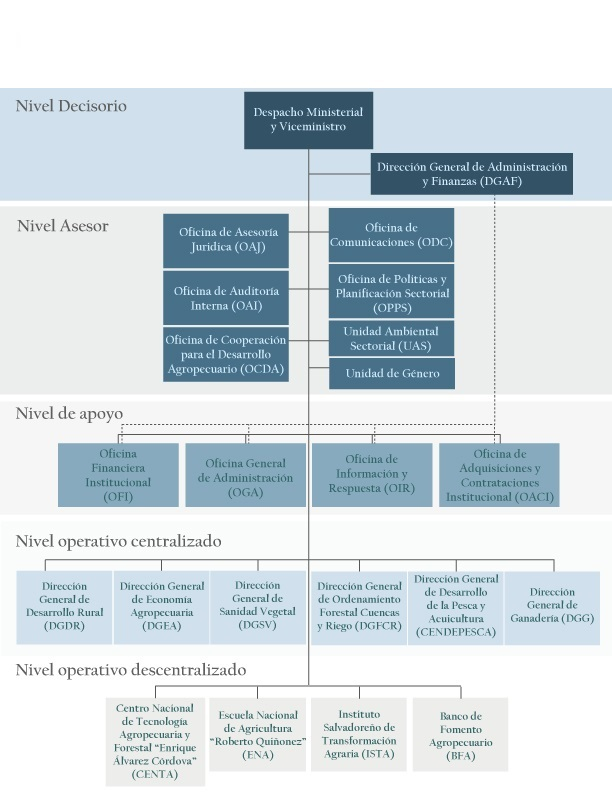 Nivel Decisorio
Despacho Ministerial
y Viceministro
Dirección General de Administración
y Finanzas (DGAF)
Nivel Asesor
Oficina de Asesoría
Juridica (OAJ)
Oficina de
Comunicaciones (ODC)
Oficina de Auditoría
Interna (OAI)
Oficina de Políticas y
Planificación Sectorial
(OPPS)
Oficina de Cooperación
para el Desarrollo
Agropecuario (OCDA)
Unidad Ambiental
Sectorial (UAS)
Unidad de Género
Nivel de apoyo
Oficina
Financiera
Institucional
(OFI)
Oficina General
de Administración
(OGA)
Oficina de
Información y
Respuesta (OIR)
Oficina de
Adquisiciones y
Contrataciones
Institucional (OACI)
Nivel operativo centralizado
Dirección
General de
Desarrollo Rural
(DGDR)
Dirección General
de Economía
Agropecuaria
(DGEA)
Dirección
General de
Sanidad Vegetal
(DGSV)
Dirección General
de Ordenamiento
Forestal Cuencas
y Riego (DGFCR)
Dirección General
de Desarrollo
de la Pesca y
Acuicultura
(CENDEPESCA)
Dirección
General de
Ganadería (DGG)
Nivel operativo descentralizado
Centro Nacional
de Tecnología
Agropecuaria y
Forestal “Enrique
Álvarez Córdova”
(CENTA)
Escuela Nacional
de Agricultura
“Roberto Quiñonez”
(ENA)
Instituto
Salvadoreño de
Transformación
Agraria (ISTA)
Banco de
Fomento
Agropecuario
(BFA)